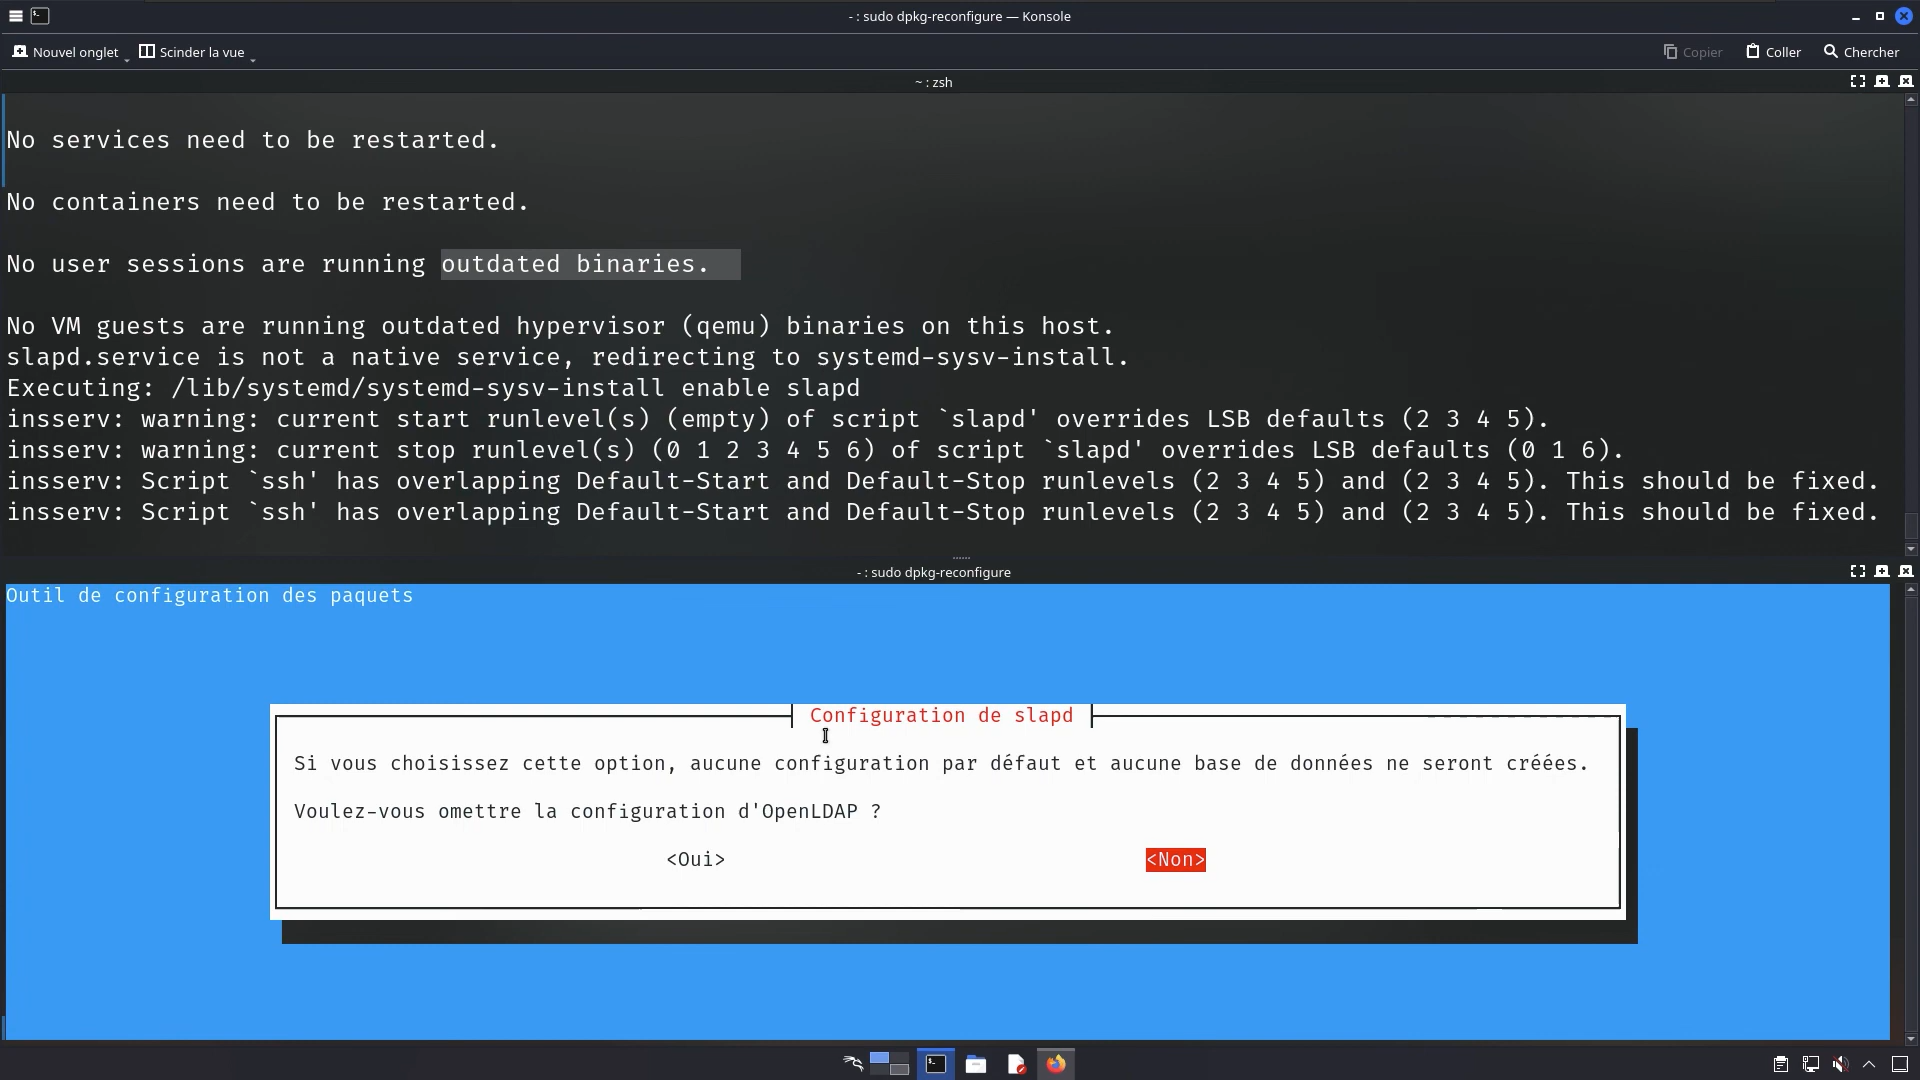 - : sudo dpkg-reconfigure — Konsole
Nouvel onglet
Scinder la vue
Copier
Coller
Chercher
~ : zsh
No services need to be restarted.
No containers need to be restarted.
No user sessions are running outdated binaries.
No VM guests are running outdated hypervisor (qemu) binaries on this host.
slapd.service is not a native service, redirecting to systemd-sysv-install.
Executing: /lib/systemd/systemd-sysv-install enable slapd
insserv: warning: current start runlevel(s) (empty) of script `slapd' overrides LSB defaults (2 3 4 5).
insserv: warning: current stop runlevel(s) (0 1 2 3 4 5 6) of script `slapd' overrides LSB defaults (0 1 6).
insserv: Script `ssh' has overlapping Default-Start and Default-Stop runlevels (2 3 4 5) and (2 3 4 5). This should be fixed.
insserv: Script `ssh' has overlapping Default-Start and Default-Stop runlevels (2 3 4 5) and (2 3 4 5). This should be fixed.
- : sudo dpkg-reconfigure
Outil de configuration des paquets
Configuration de slapd
Si vous choisissez cette option, aucune configuration par défaut et aucune base de données ne seront créées.
Voulez-vous omettre la configuration d'OpenLDAP ?
<Oui>
<Non>